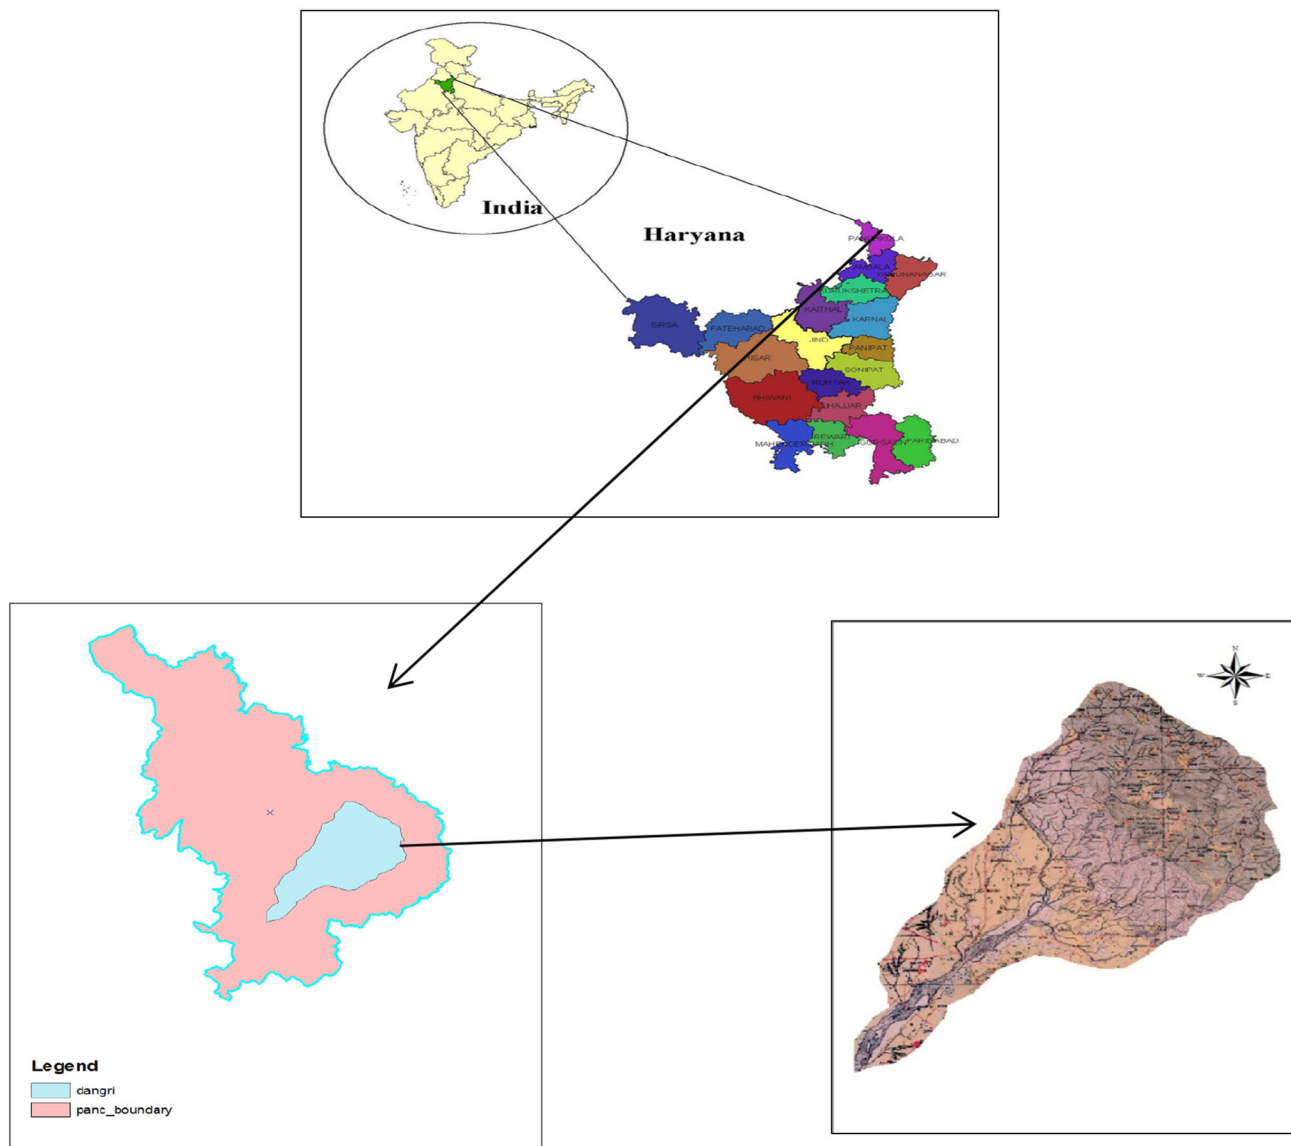 India
Haryana
PANCHKULA
AMBALA
YAMUNANAGAR
KURUKSHETRA
KAITHAL
KARNAL
SIRSA
FATEHABAD
JIND
PANIPAT
HISAR
SONIPAT
ROHTAK
BHIWANI
JHAJJAR
REWARI
MAHENDERGARH
GURGAON
FARIDABAD
N
W
E
S
Legend
dangri
panc_boundary